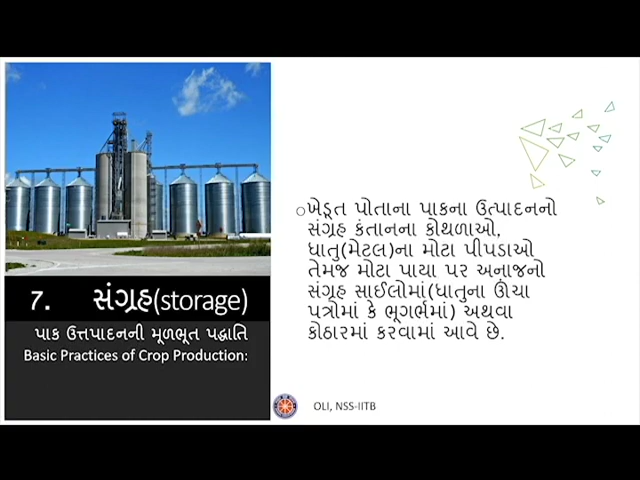 7. સંગ્રહ(storage)
પાક ઉત્તપાદનની મૂળભૂત પદ્ધાતિ
Basic Practices of Crop Production:
ખેડૂત પોતાના પાકના ઉત્પાદનનો
સંગ્રહ કંતાનના કોથળાઓ,
ધાતુ(મેટલ)ના મોટા પીપડાઓ
તેમજ મોટા પાયા પર અનાજનો
સંગ્રહ સાઈલોમાં(ધાતુના ઊંચા
પત્રોમાં કે ભૂગર્ભમાં) અથવા
કોઠારમાં કરવામાં આવે છે.
OLI, NSS-IITB